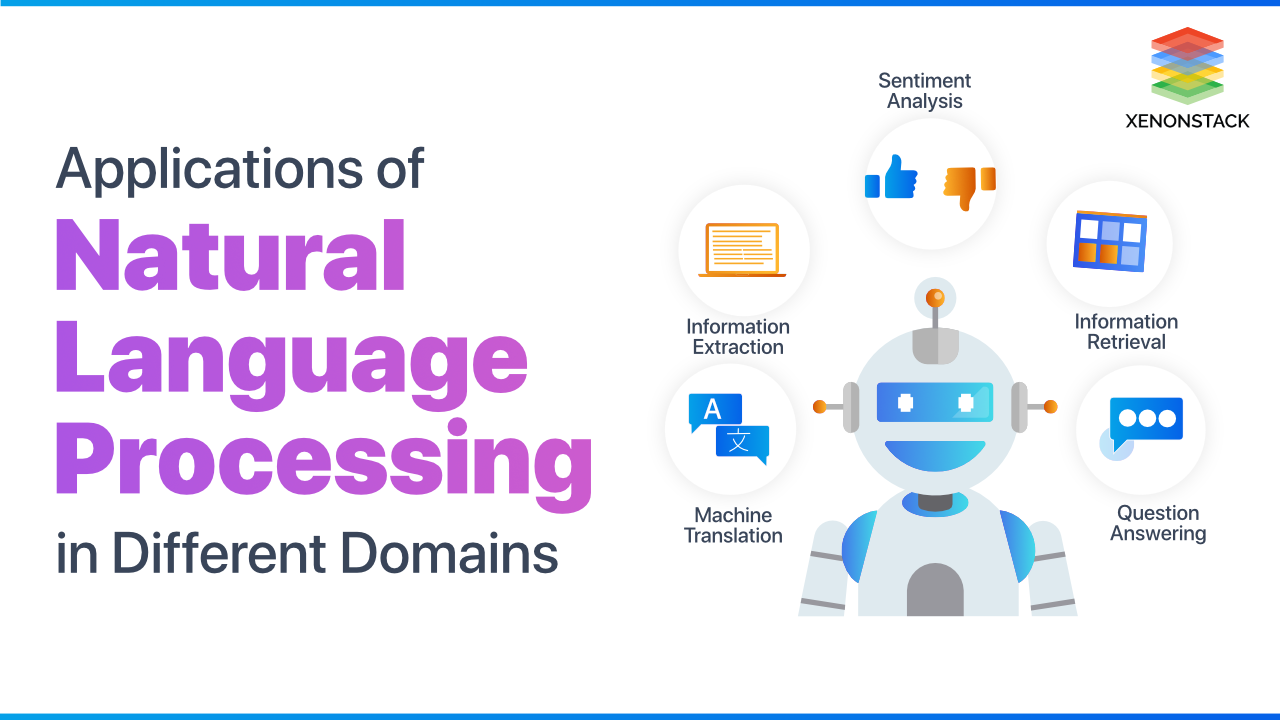 Applications of
Natural
Language
Processing
in Different Domains
Sentiment
Analysis
XENONSTACK
Information
Extraction
Information
Retrieval
A
文
Machine
Translation
Question
Answering